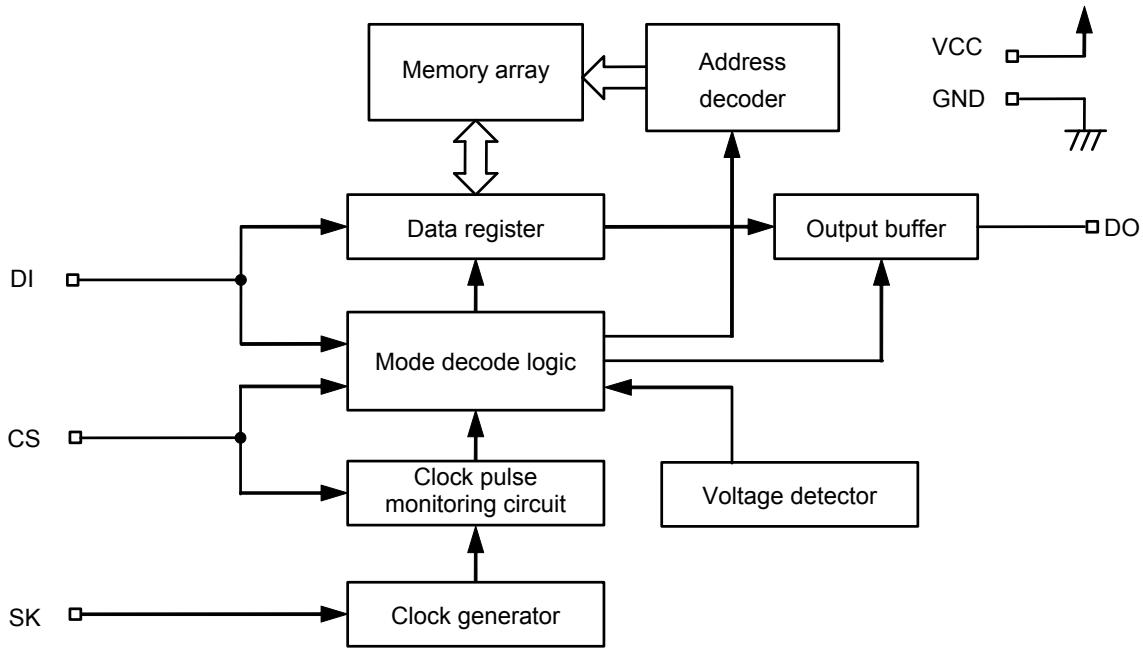 Memory array
Address
decoder
VCC
GND
Data register
Output buffer
DO
DI
Mode decode logic
CS
Clock pulse
monitoring circuit
Voltage detector
SK
Clock generator